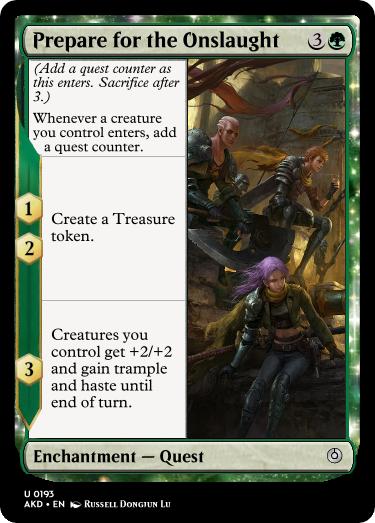 Prepare for the Onslaught 3
(Add a quest counter as
this enters. Sacrifice after
3.)
Whenever a creature
you control enters, add
a quest counter.
1
2
Create a Treasure
token.
3
Creatures you
control get +2/+2
and gain trample
and haste until
end of turn.
Enchantment — Quest
U 0193
AKD • EN Russell Dongjun Lu